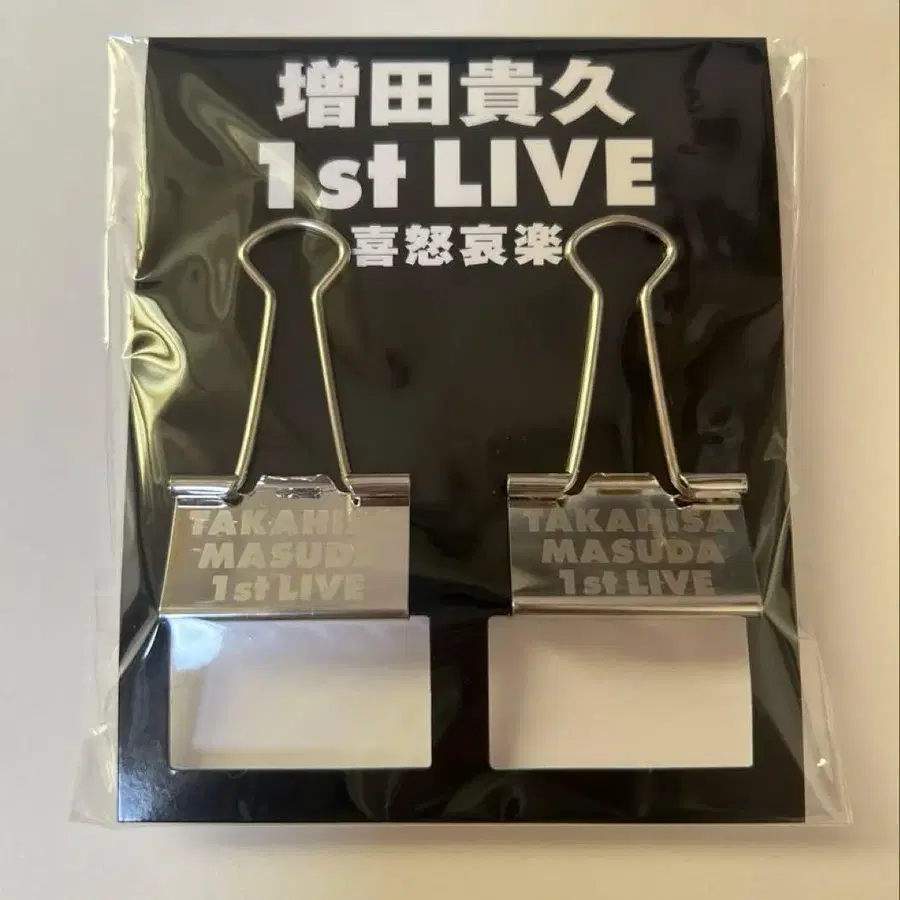 増田貴久
1st LIVE
喜怒哀楽
TAKAHISA
MASUDA
1st LIVE
TAKAHISA
MASUDA
1st LIVE